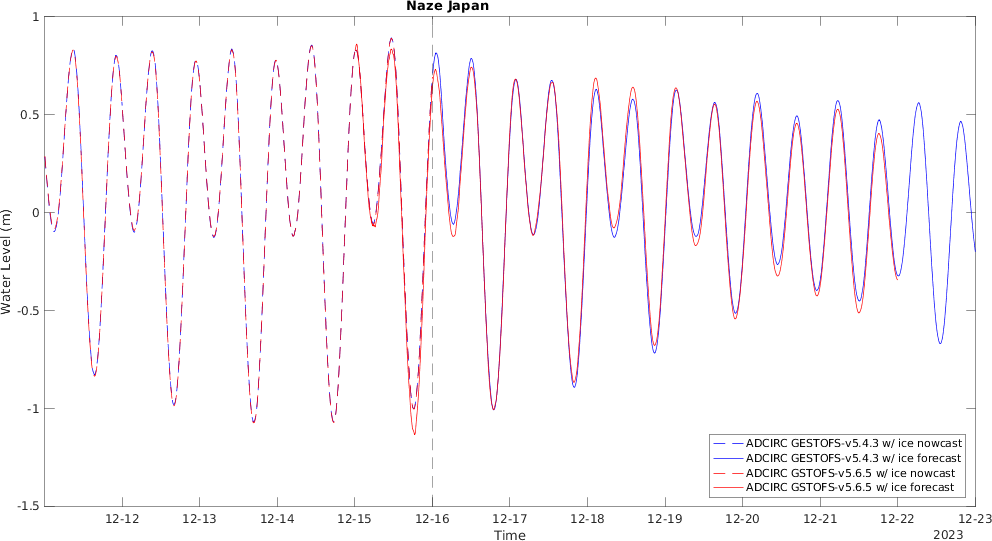 Naze Japan
1
0.5
0
-0.5
-1
-1.5
Water Level (m)
12-12 12-13 12-14 12-15 12-16 12-17 12-18 12-19 12-20 12-21 12-22 12-23
Time
2023
ADCIRC GESTOFS-v5.4.3 w/ ice nowcast
ADCIRC GESTOFS-v5.4.3 w/ ice forecast
ADCIRC GSTOFS-v5.6.5 w/ ice nowcast
ADCIRC GSTOFS-v5.6.5 w/ ice forecast